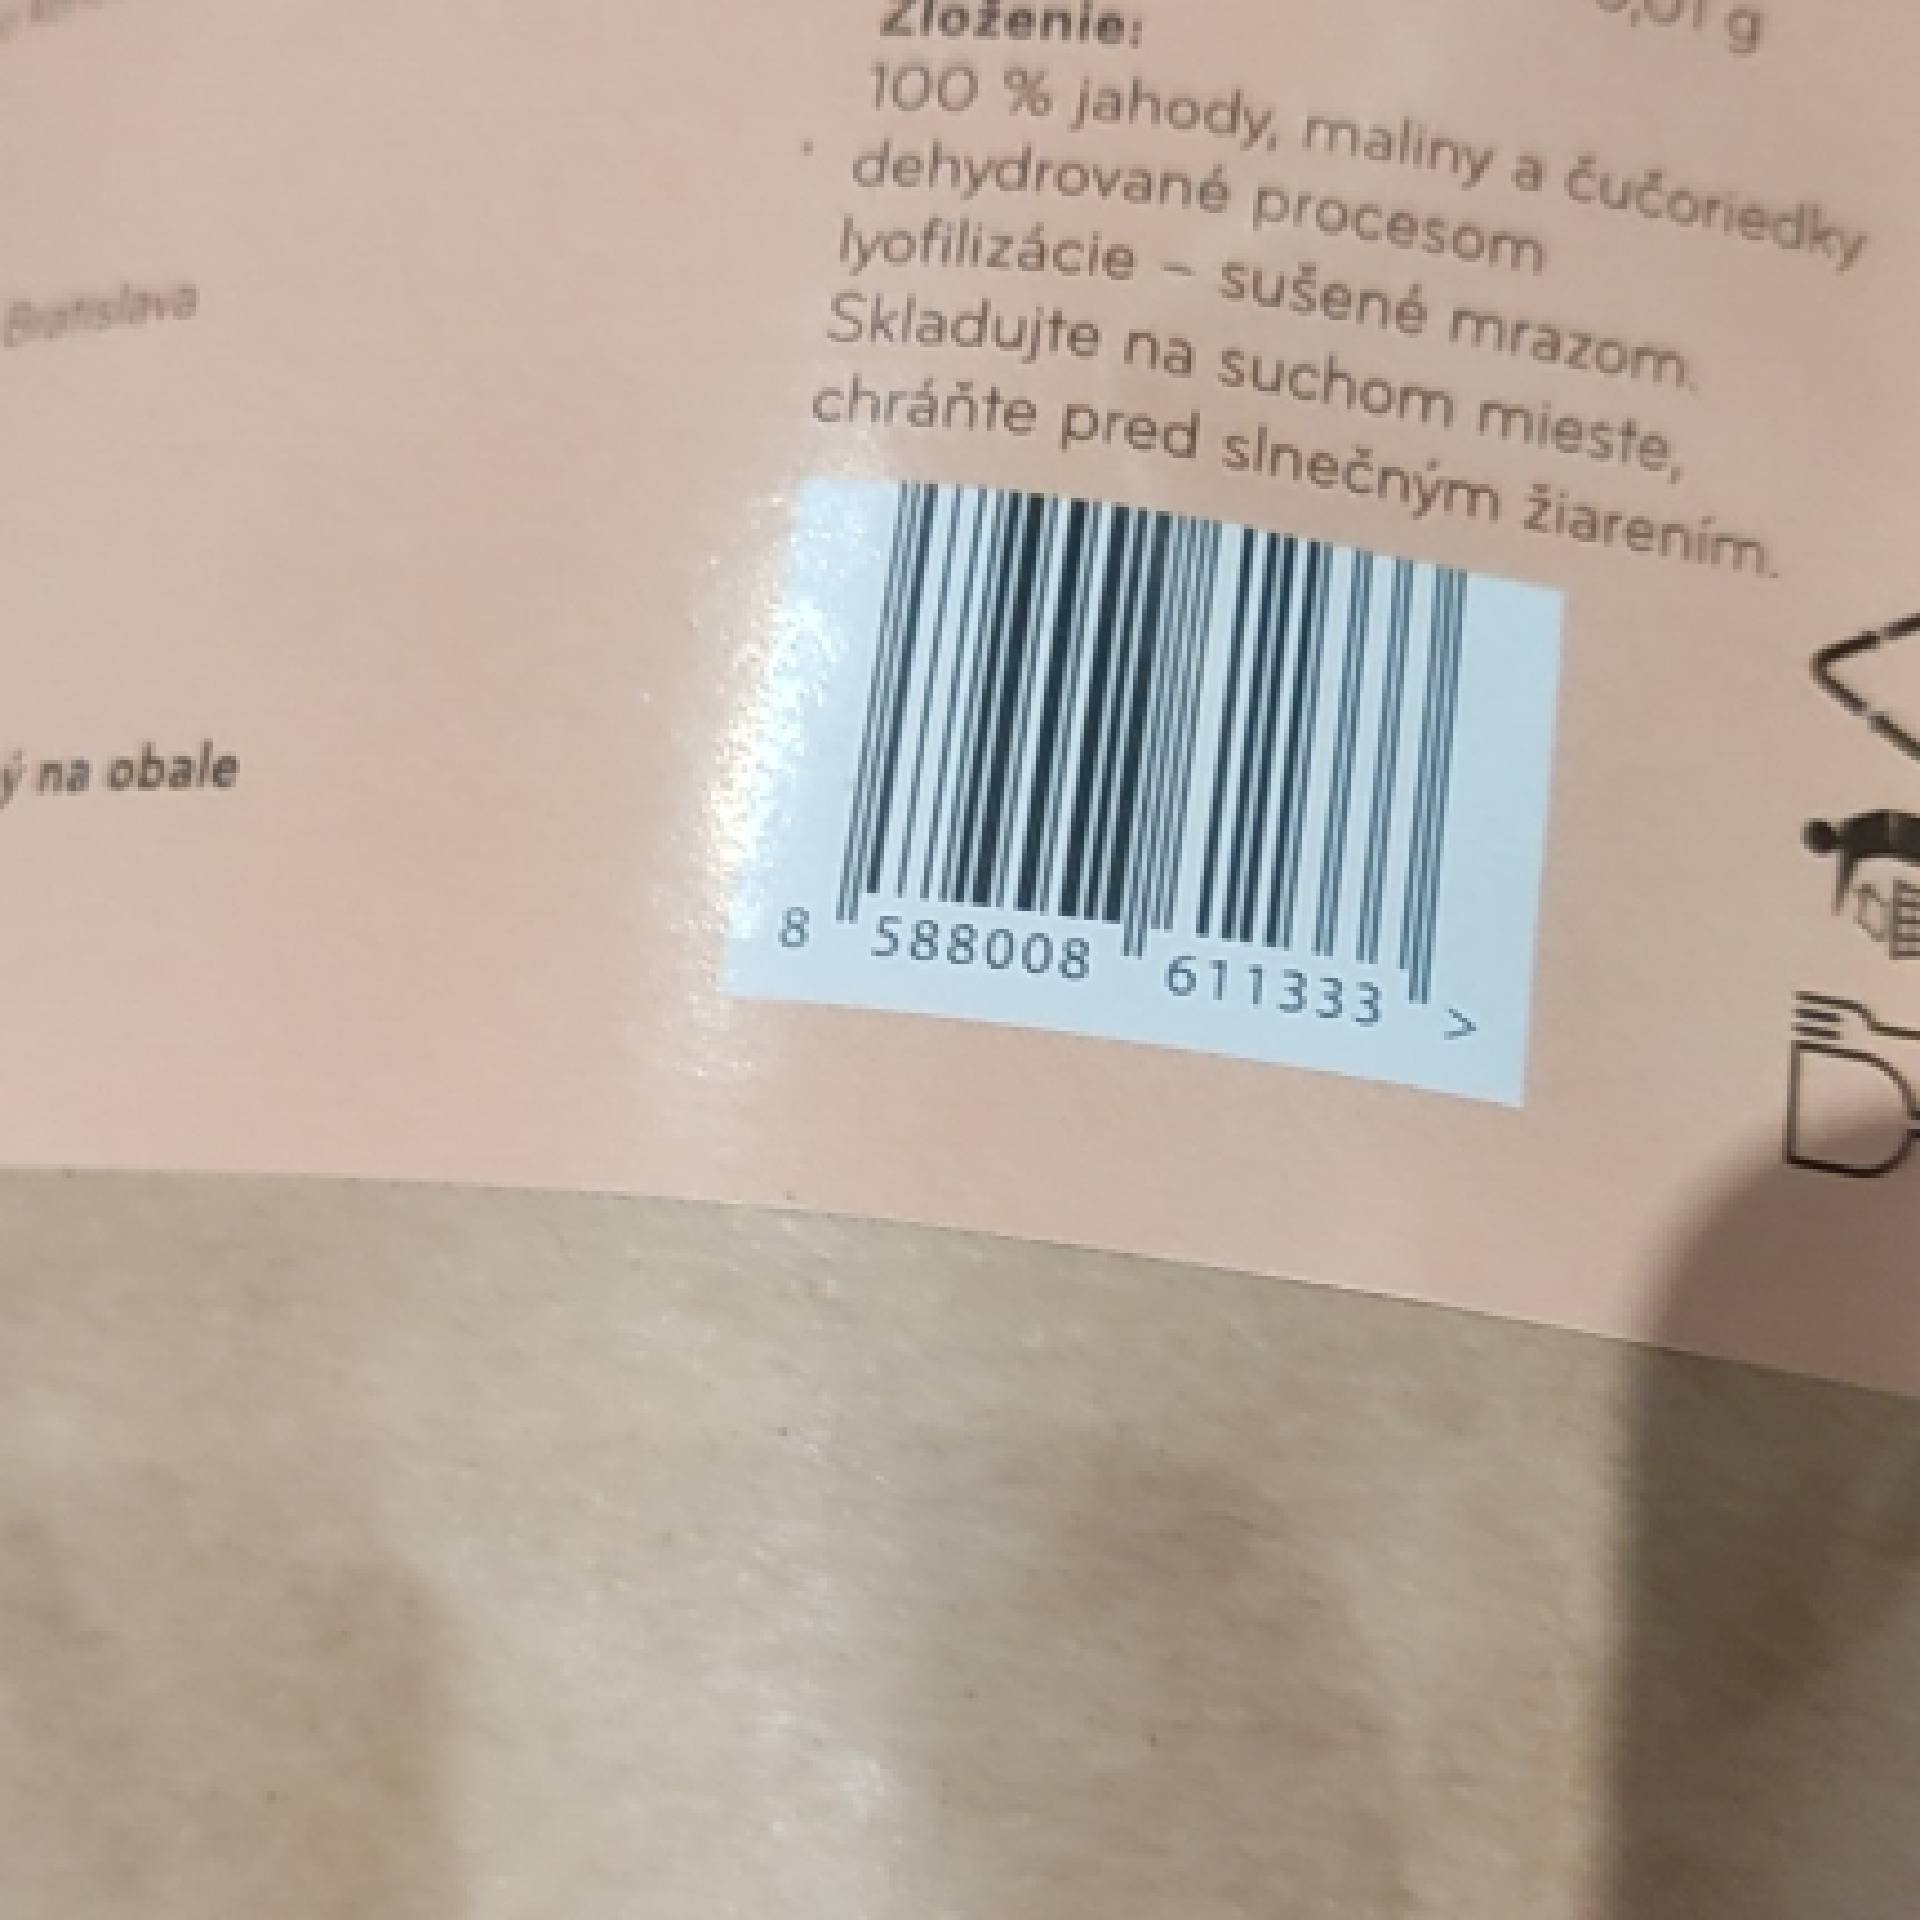 Bratislava
ý na obale
Zloženie:
100 % jahody, maliny a čučoriedky
dehydrované procesom
lyofilizácie – sušené mrazom.
Skladujte na suchom mieste,
chráňte pred slnečným žiarením.
8 588008 611333 >